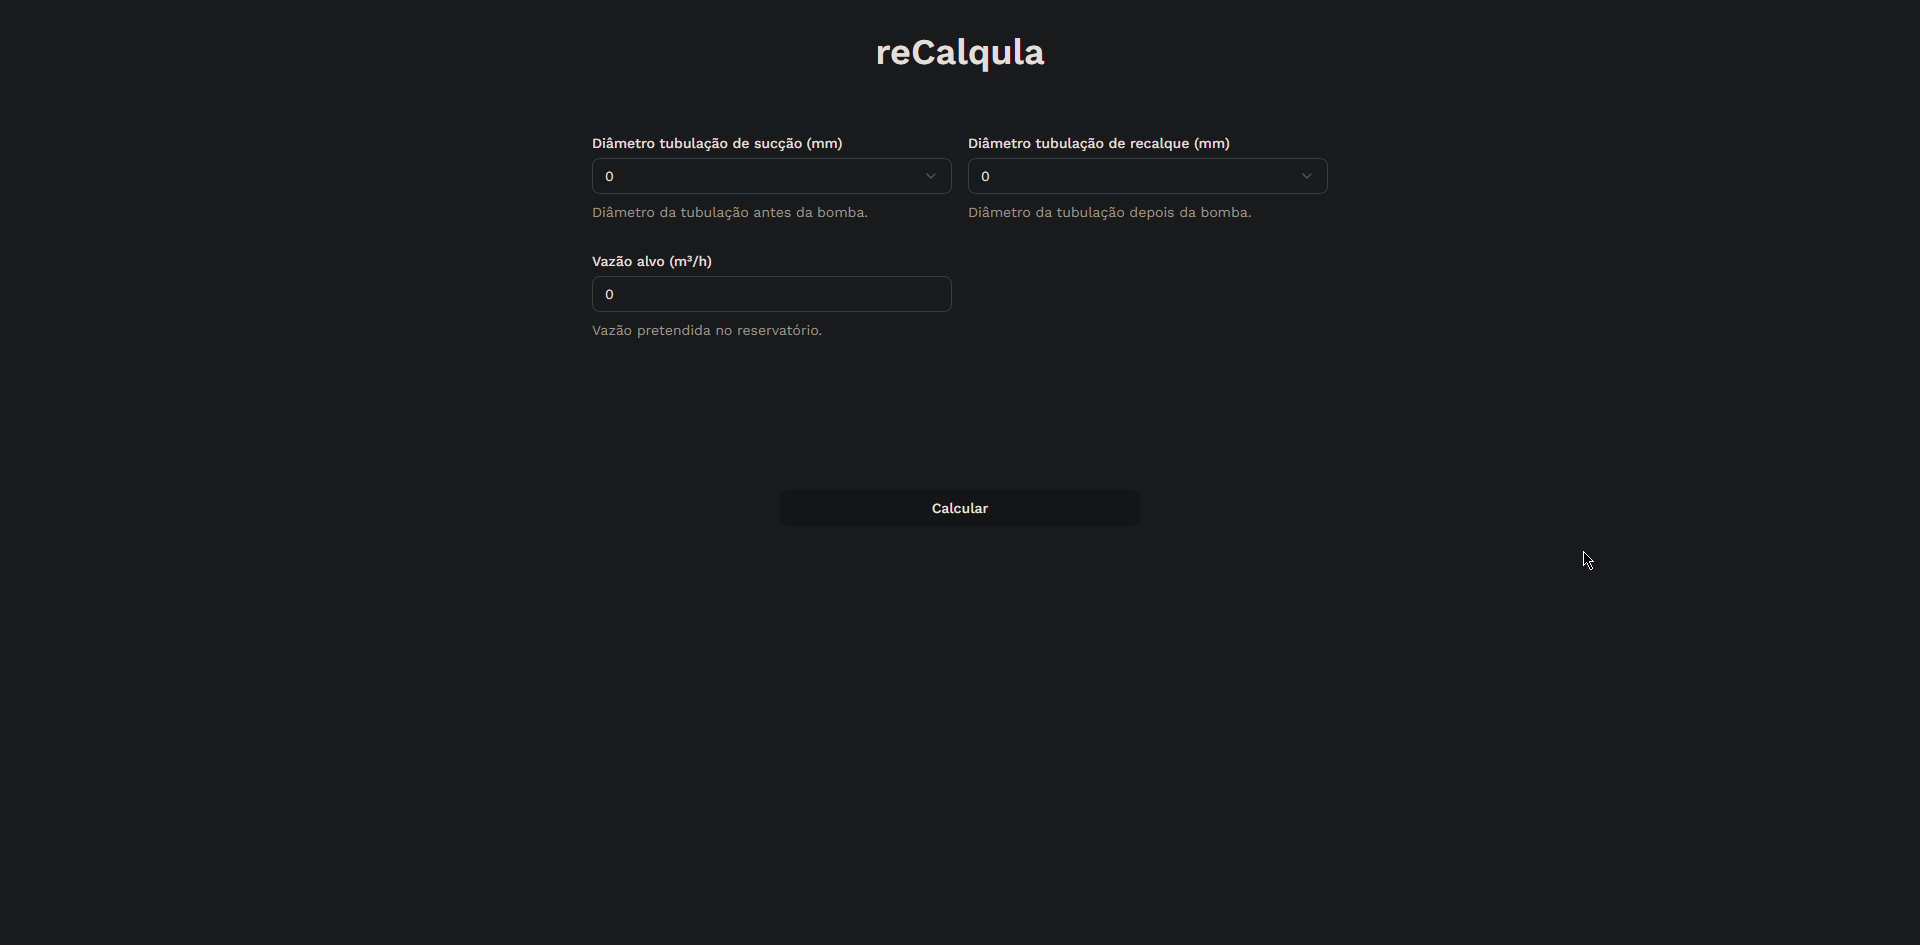 reCalqula
Diâmetro tubulação de sucção (mm)
Diâmetro tubulação de recalque (mm)
0
0
Diâmetro da tubulação antes da bomba.
Diâmetro da tubulação depois da bomba.
Vazão alvo (m³/h)
0
Vazão pretendida no reservatório.
Calcular